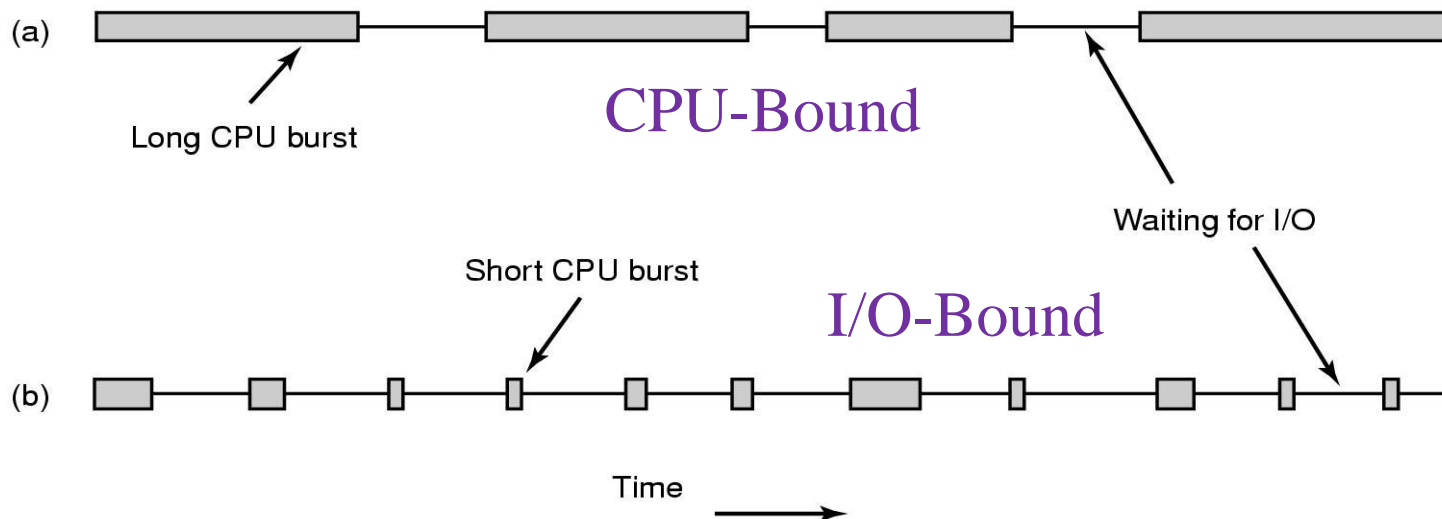 (a)
Long CPU burst
CPU-Bound
Waiting for I/O
Short CPU burst
I/O-Bound
(b)
Time